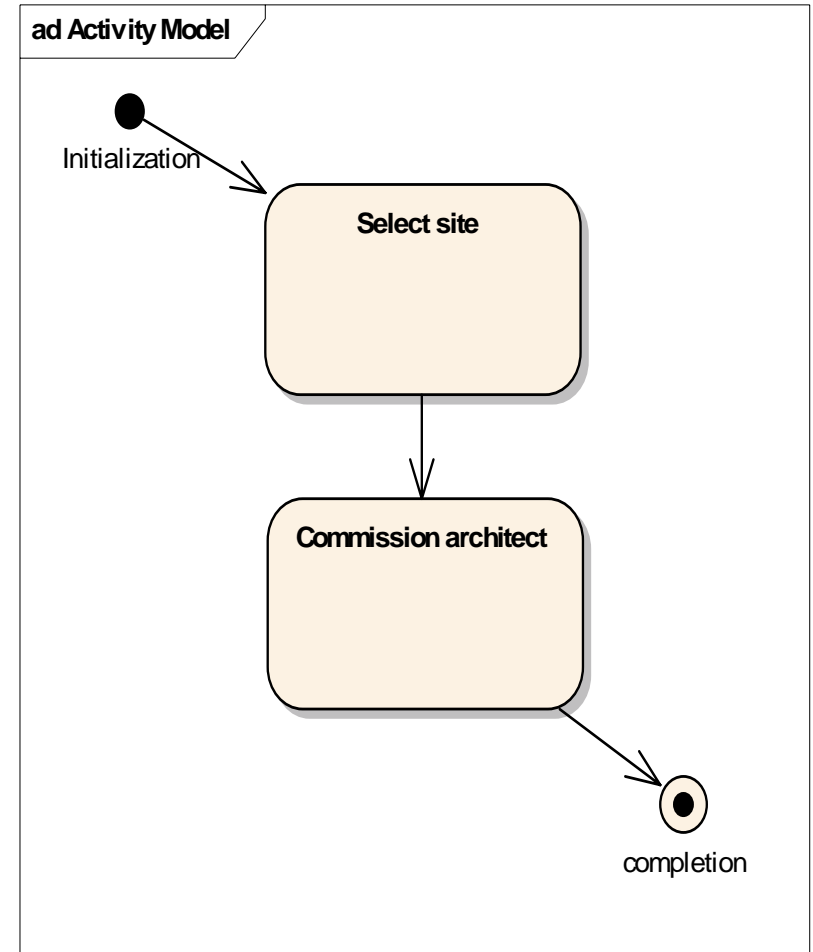 ad Activity Model
Initialization
Select site
Commission architect
completion